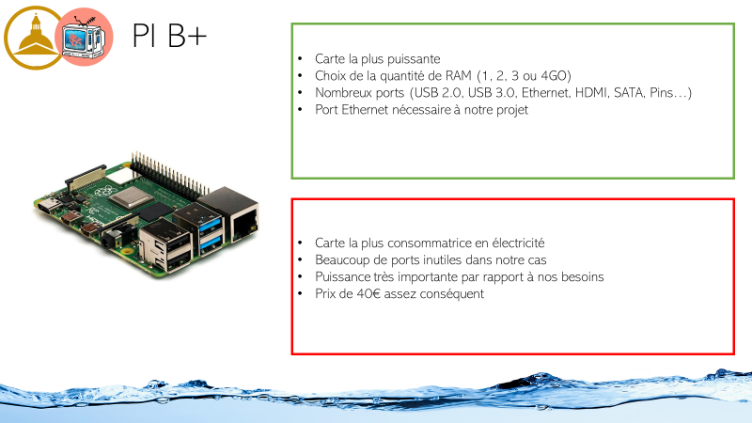 PI B+
• Carte la plus puissante
• Choix de la quantité de RAM (1, 2, 3 ou 4GO)
• Nombreux ports (USB 2.0, USB 3.0, Ethernet, HDMI, SATA, Pins…)
• Port Ethernet nécessaire à notre projet
• Carte la plus consommatrice en électricité
• Beaucoup de ports inutiles dans notre cas
• Puissance très importante par rapport à nos besoins
• Prix de 40€ assez conséquent